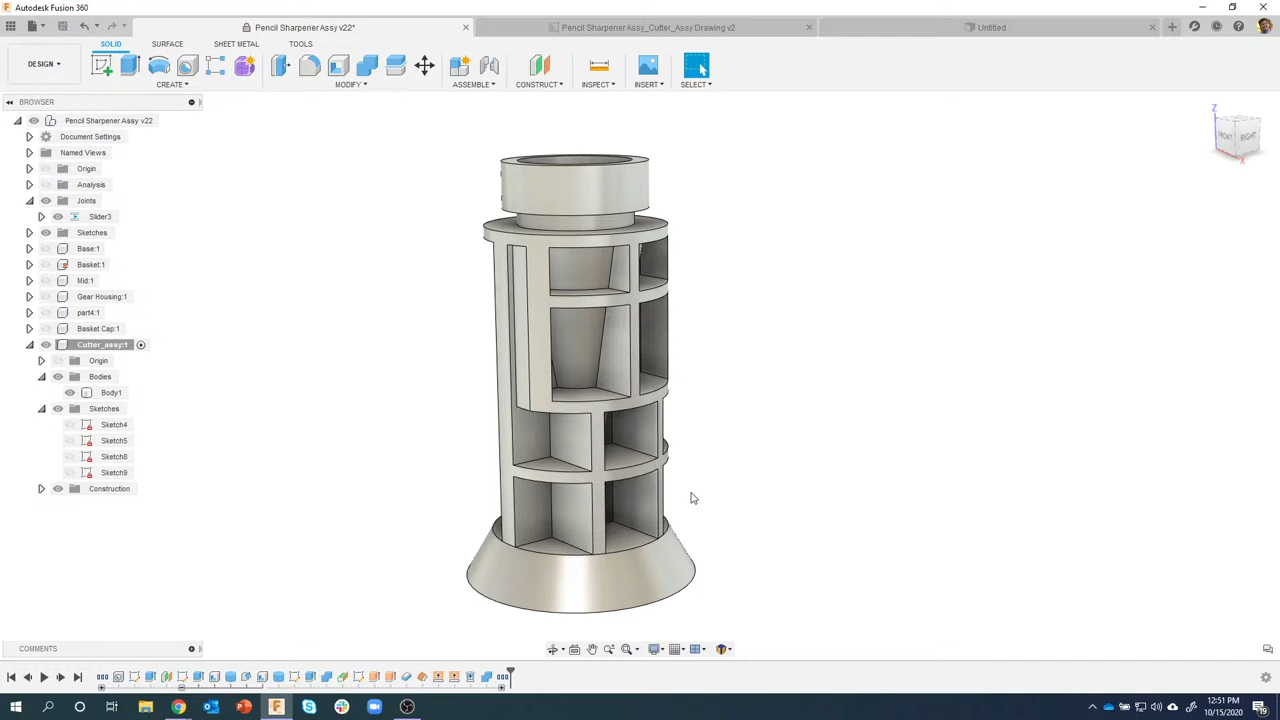 Autodesk Fusion 360
Pencil Sharpener Assy v22*
Pencil Sharpener Assy_Cutter_Assy Drawing v2
Untitled
SOLID
SURFACE
SHEET METAL
TOOLS
DESIGN
CREATE
MODIFY
ASSEMBLE
CONSTRUCT
INSPECT
INSERT
SELECT
BROWSER
Pencil Sharpener Assy v22
Document Settings
Named Views
Origin
Analysis
Joints
Slider3
Sketches
Base:1
Basket:1
Mid:1
Gear Housing:1
part4:1
Basket Cap:1
Cutter_assy:1
Origin
Bodies
Body1
Sketches
Sketch4
Sketch5
Sketch8
Sketch9
Construction
Z
FRONT
RIGHT
X
COMMENTS
12:51 PM
10/15/2020
19